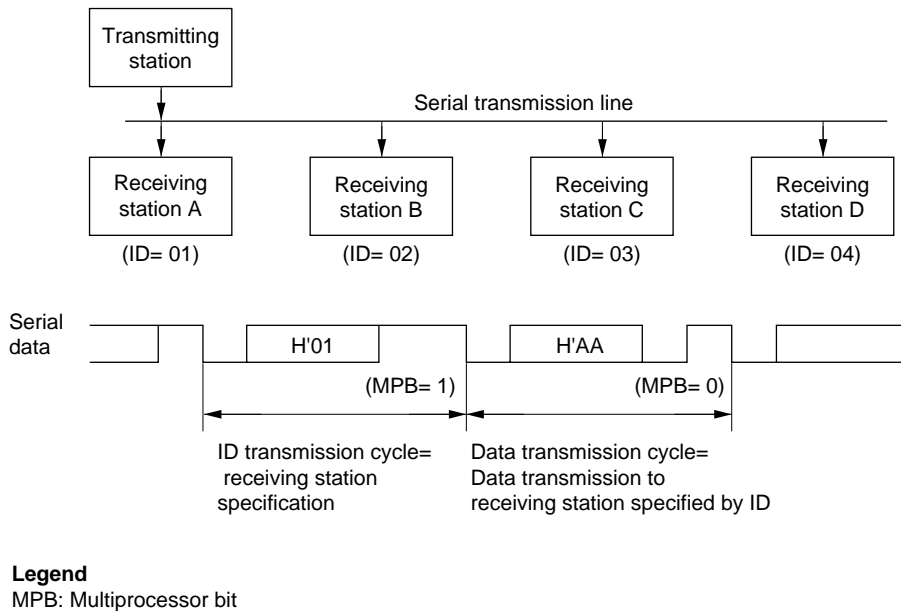 Transmitting
station
Serial transmission line
Receiving
station A
Receiving
station B
Receiving
station C
Receiving
station D
(ID= 01)
(ID= 02)
(ID= 03)
(ID= 04)
Serial
data
H'01
H'AA
(MPB= 1)
(MPB= 0)
ID transmission cycle=
receiving station
specification
Data transmission cycle=
Data transmission to
receiving station specified by ID
Legend
MPB: Multiprocessor bit